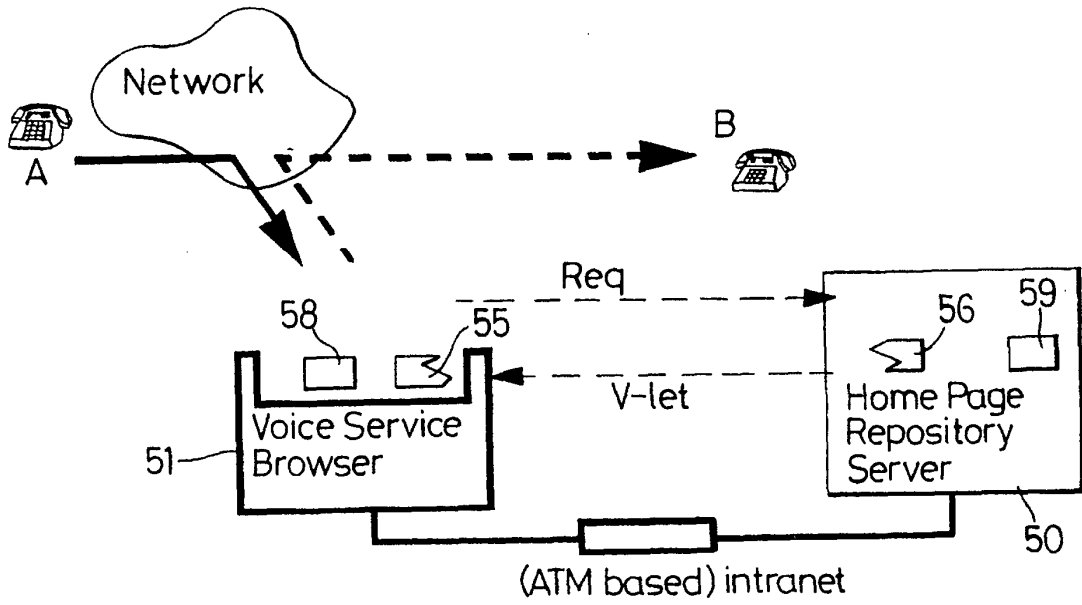 Network
A
B
Req
58
55
56
59
V-let
Voice Service
Browser
51
Home Page
Repository
Server
50
(ATM based) intranet